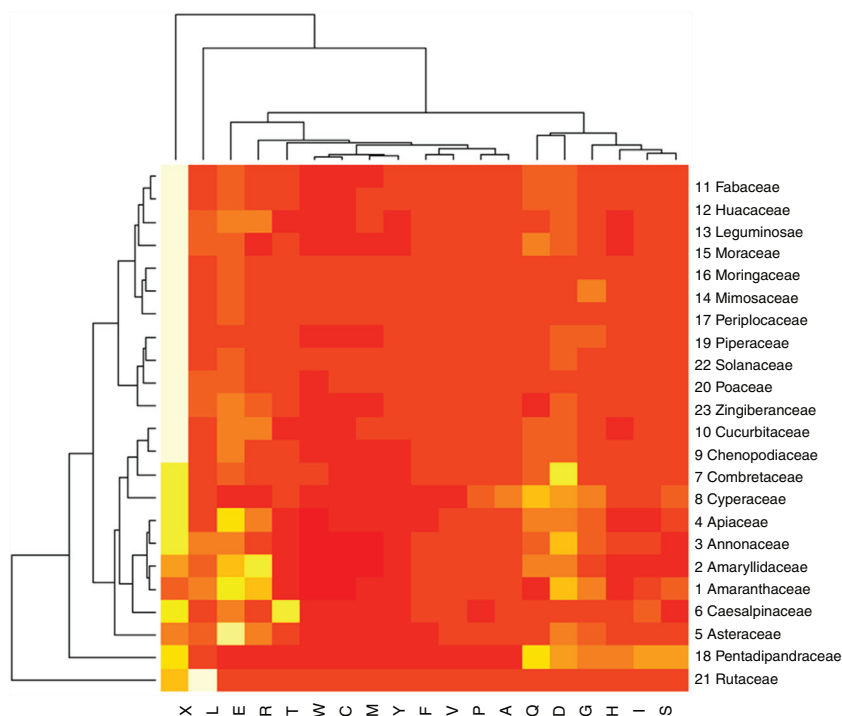 11 Fabaceae
12 Huacaceae
13 Leguminosae
15 Moraceae
16 Moringaceae
14 Mimosaceae
17 Periplocaceae
19 Piperaceae
22 Solanaceae
20 Poaceae
23 Zingiberanceae
10 Cucurbitaceae
9 Chenopodiaceae
7 Combretaceae
8 Cyperaceae
4 Apiaceae
3 Annonaceae
2 Amaryllidaceae
1 Amaranthaceae
6 Caesalpinaceae
5 Asteraceae
18 Pentadipandraceae
21 Rutaceae
X L E R T W C M Y F V P A Q D G H I S